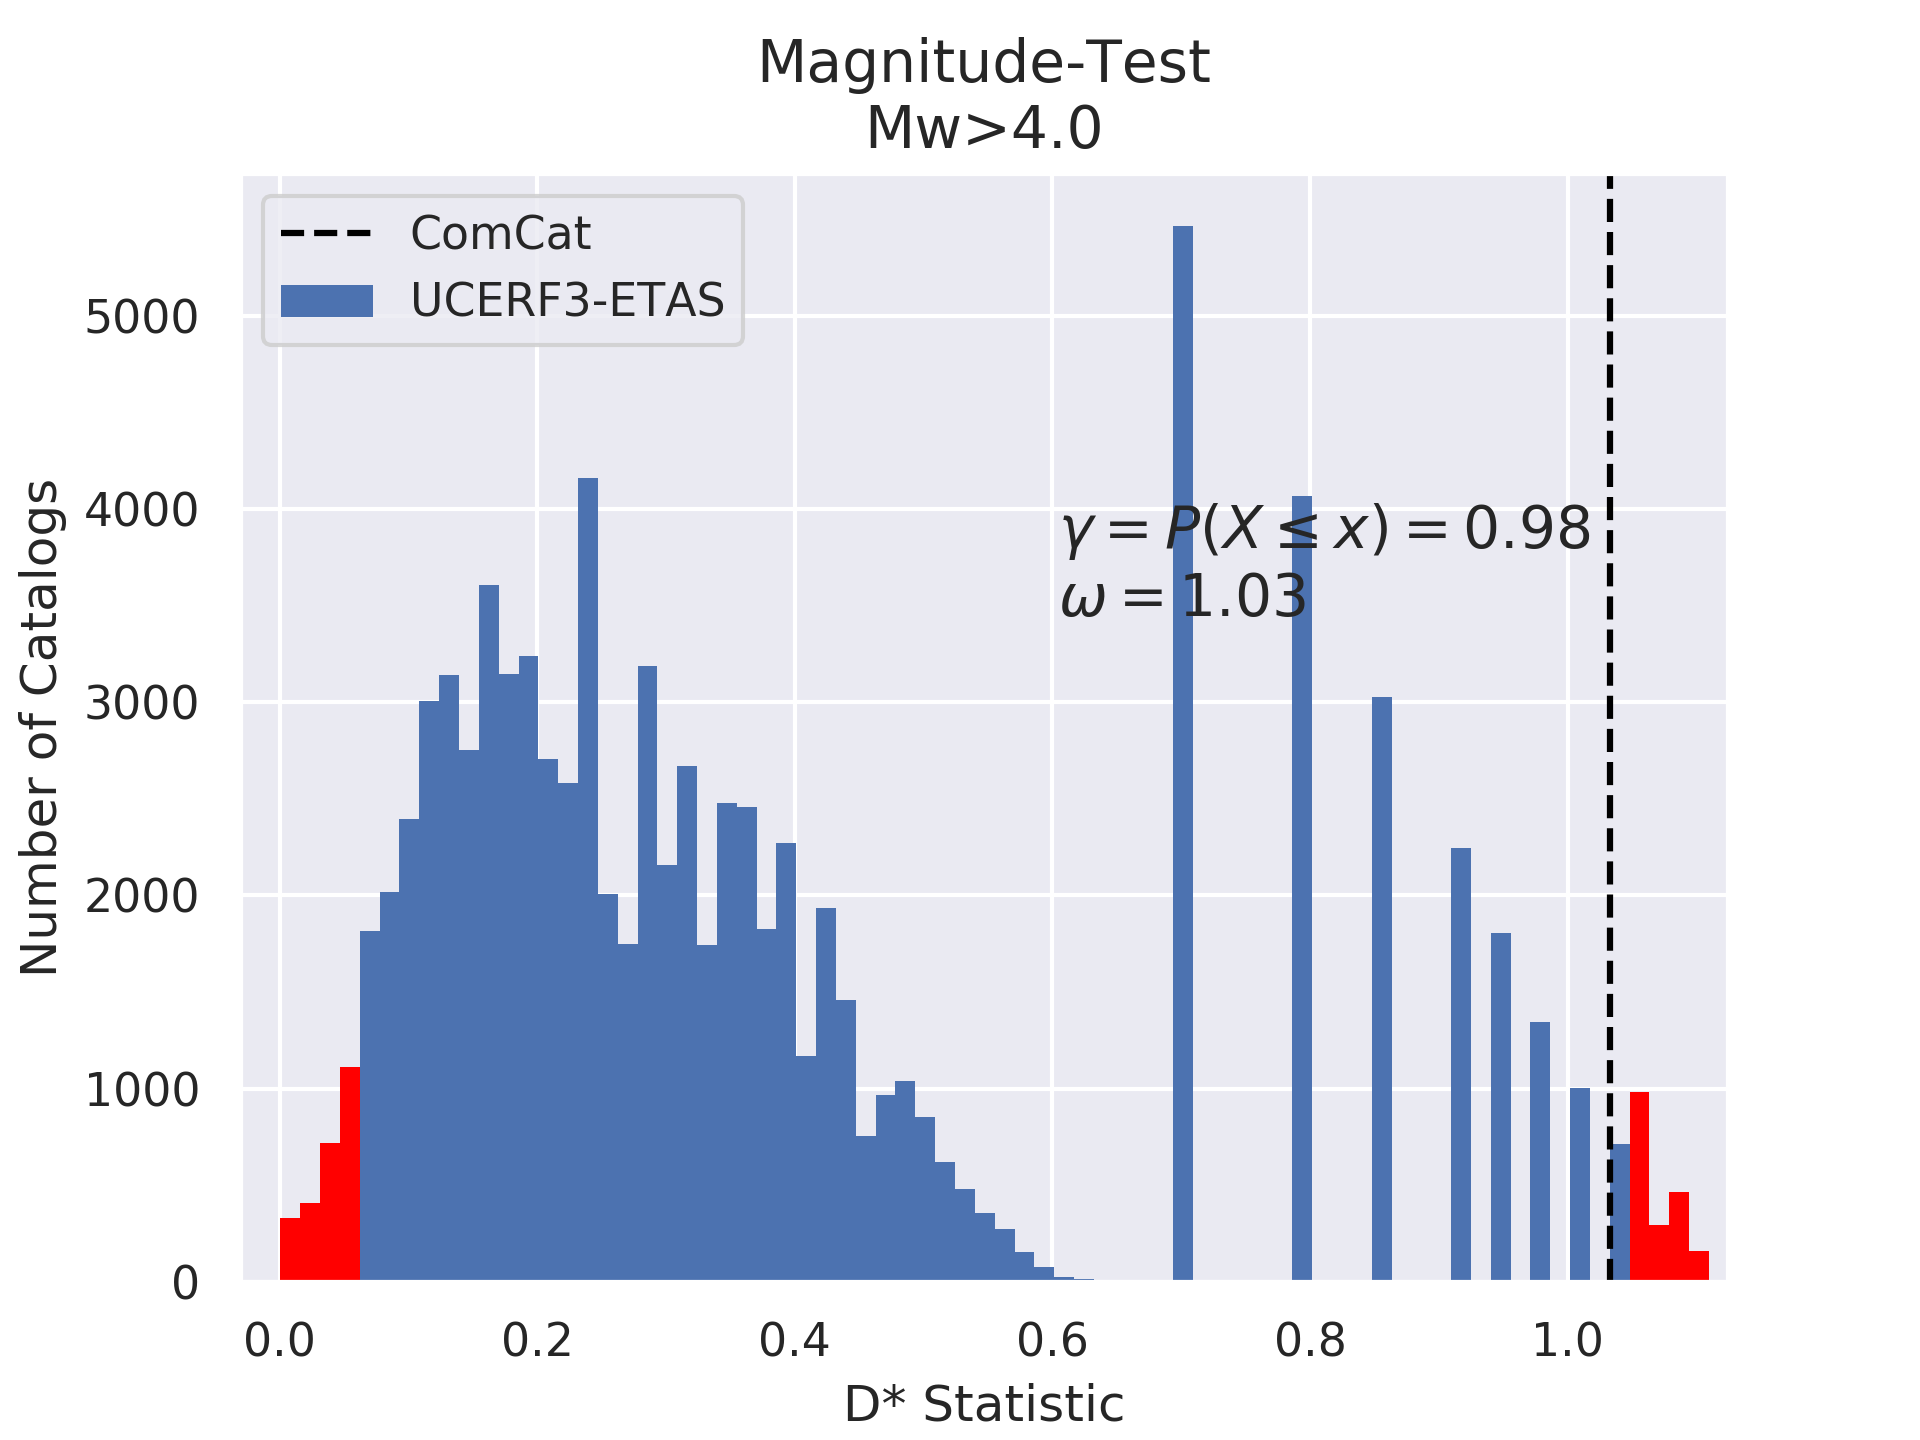 Magnitude-Test
Mw>4.0
ComCat
UCERF3-ETAS
γ = P(X ≤ x) = 0.98
ω = 1.03
Number of Catalogs
5000
4000
3000
2000
1000
0
0.0 0.2 0.4 0.6 0.8 1.0
D* Statistic